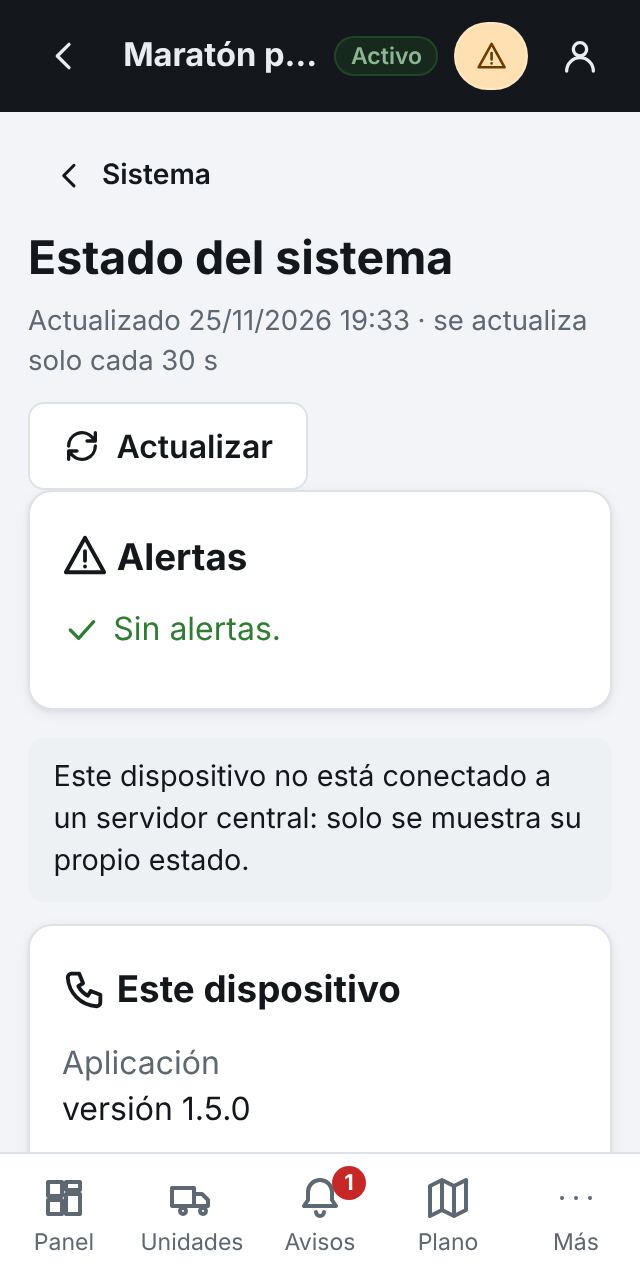 Maratón p...
Activo
Sistema
Estado del sistema
Actualizado 25/11/2026 19:33 · se actualiza
solo cada 30 s
Actualizar
Alertas
Sin alertas.
Este dispositivo no está conectado a
un servidor central: solo se muestra su
propio estado.
Este dispositivo
Aplicación
versión 1.5.0
1
Panel
Unidades
Avisos
Plano
Más